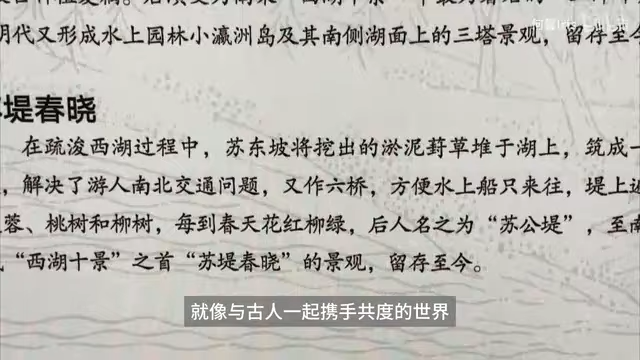 明代又形成水上园林小瀛洲岛及其南侧湖面上的三塔景观，留存至今
堤春晓
在疏浚西湖过程中，苏东坡将挖出的淤泥葑草堆于湖上，筑成一
，解决了游人南北交通问题，又作六桥，方便水上船只来往，堤上
蓉、桃树和柳树，每到春天花红柳绿，后人名之为“苏公堤”，至南
“西湖十景”之首“苏堤春晓”的景观，留存至今。
就像与古人一起携手共度的世界